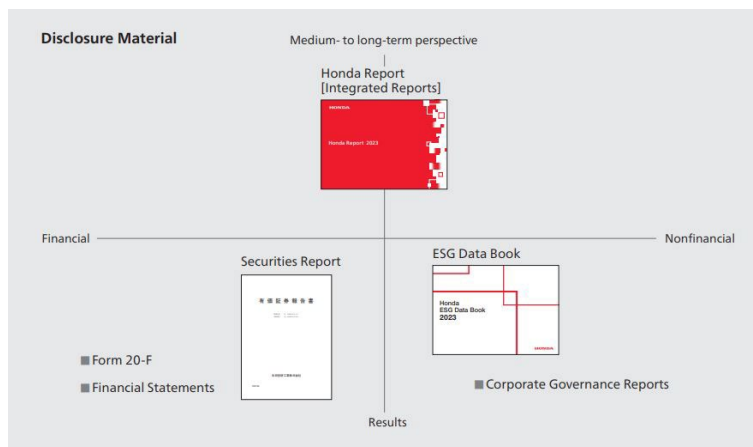 Disclosure Material
Medium- to long-term perspective
Honda Report
[Integrated Reports]
HONDA
Honda Report 2023
Financial
Nonfinancial
Securities Report
ESG Data Book
有価証券報告書
Honda
ESG Data Book
2023
HONDA
Form 20-F
Financial Statements
Corporate Governance Reports
Results